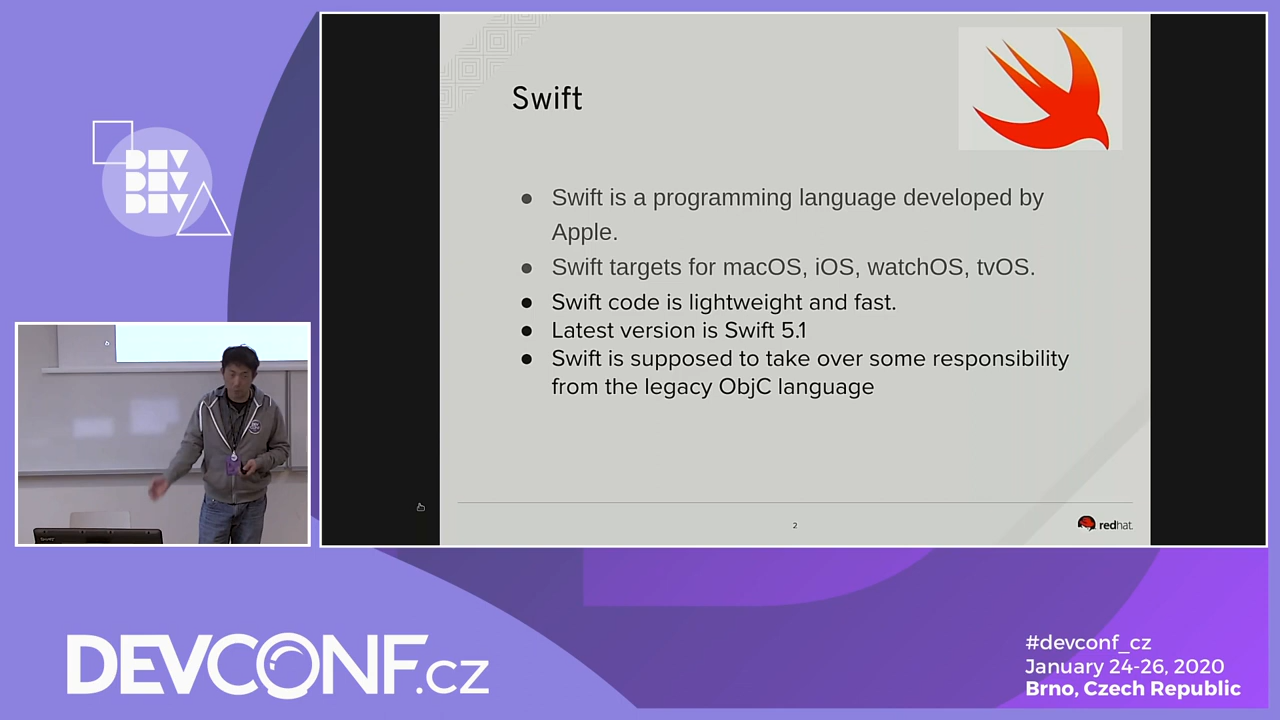 DEV
DEV
DEV
Swift
Swift is a programming language developed by
Apple.
Swift targets for macOS, iOS, watchOS, tvOS.
Swift code is lightweight and fast.
Latest version is Swift 5.1
Swift is supposed to take over some responsibility
from the legacy ObjC language
2
redhat.
DEVCONF.cz
#devconf_cz
January 24-26, 2020
Brno, Czech Republic